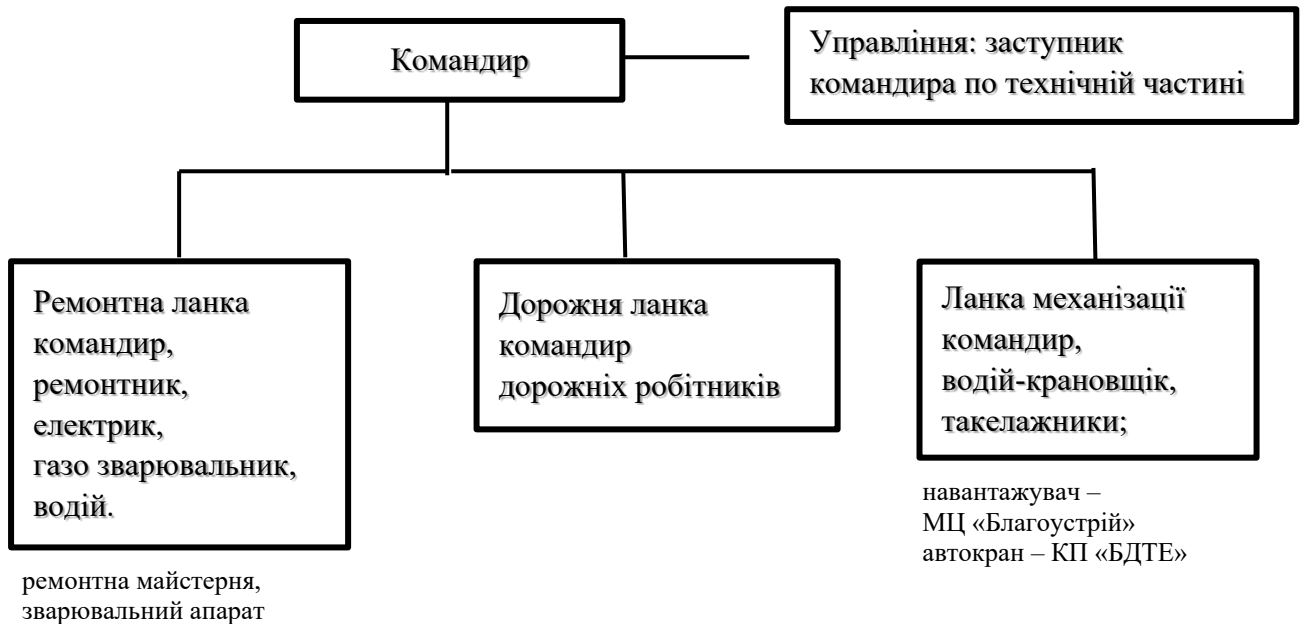 Командир
Управління: заступник
командира по технічній частині
Ремонтна ланка
командир,
ремонтник,
електрик,
газо зварювальник,
водій.
ремонтна майстерня,
зварювальний апарат
Дорожня ланка
командир
дорожніх робітників
Ланка механізації
командир,
водій-крановщік,
такелажники;
навантажувач –
МЦ «Благоустрій»
автокран – КП «БДТЕ»